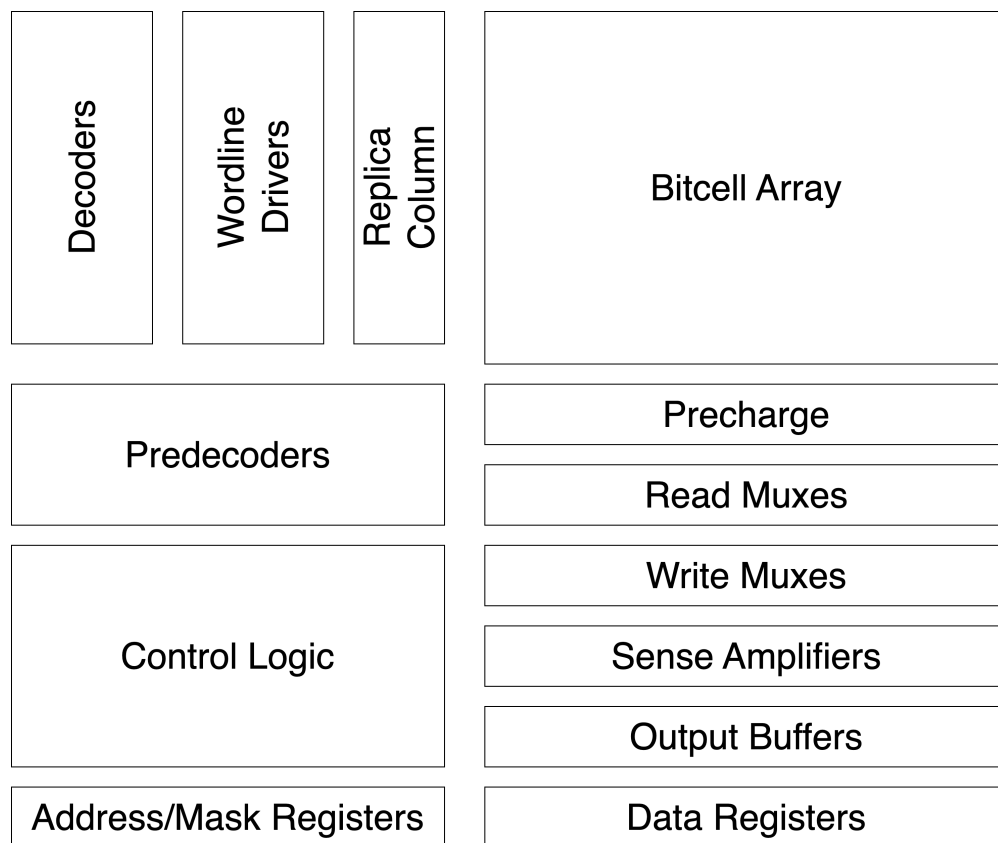 Decoders
Wordline
Drivers
Replica
Column
Bitcell Array
Predecoders
Precharge
Read Muxes
Control Logic
Write Muxes
Sense Amplifiers
Output Buffers
Address/Mask Registers
Data Registers